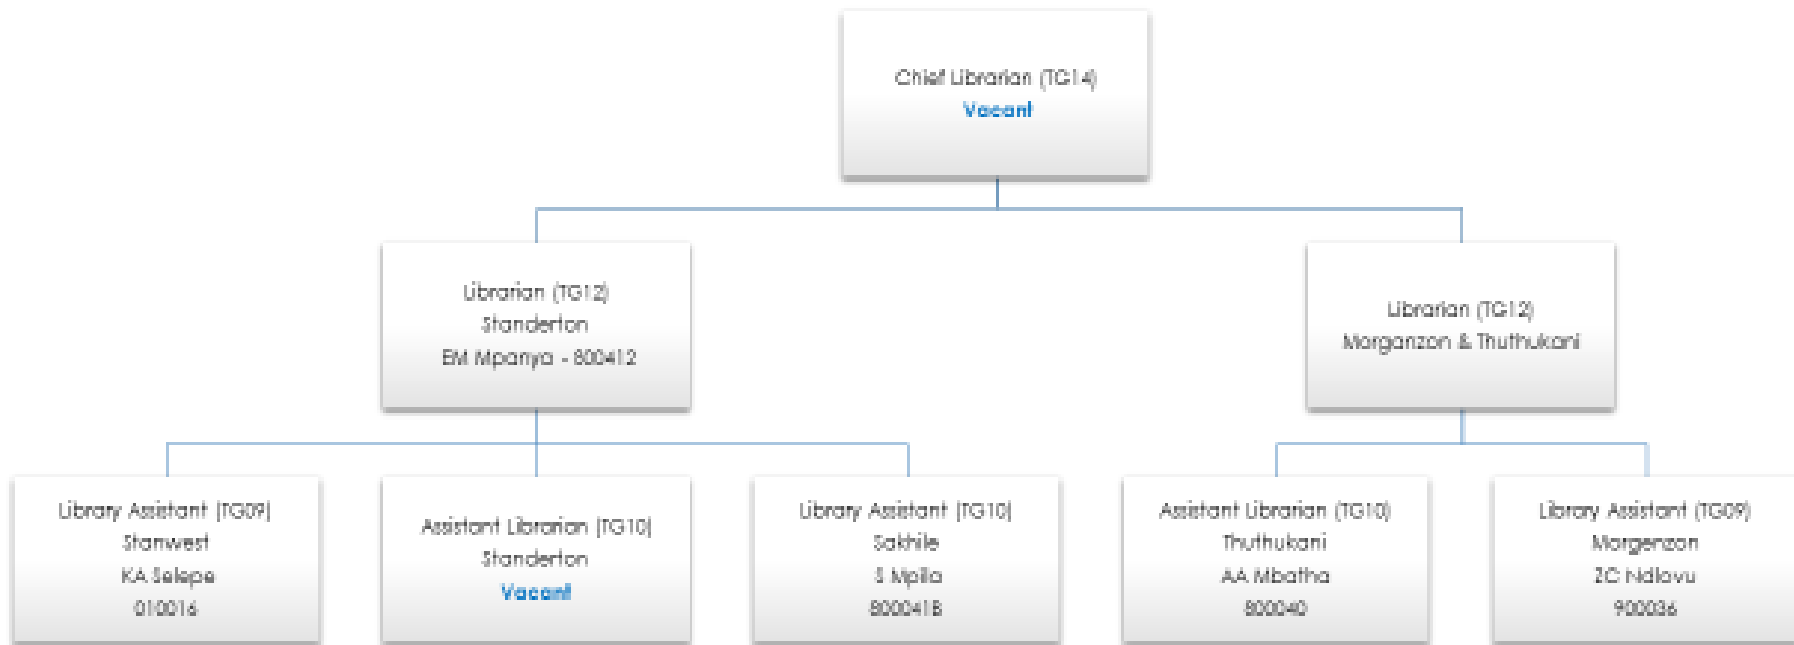 Chief Librarian (TG14)
Vacant
Librarian (TG12)
Standerton
EM Mpanya - 800412
Librarian (TG12)
Morganzon & Thuthukani
Library Assistant (TG09)
Stanwest
KA Selepe
010016
Assistant Librarian (TG10)
Standerton
Vacant
Library Assistant (TG10)
Sakhile
S Mpila
800041B
Assistant Librarian (TG10)
Thuthukani
AA Mbatha
800040
Library Assistant (TG09)
Morgenzon
ZC Ndlovu
900036